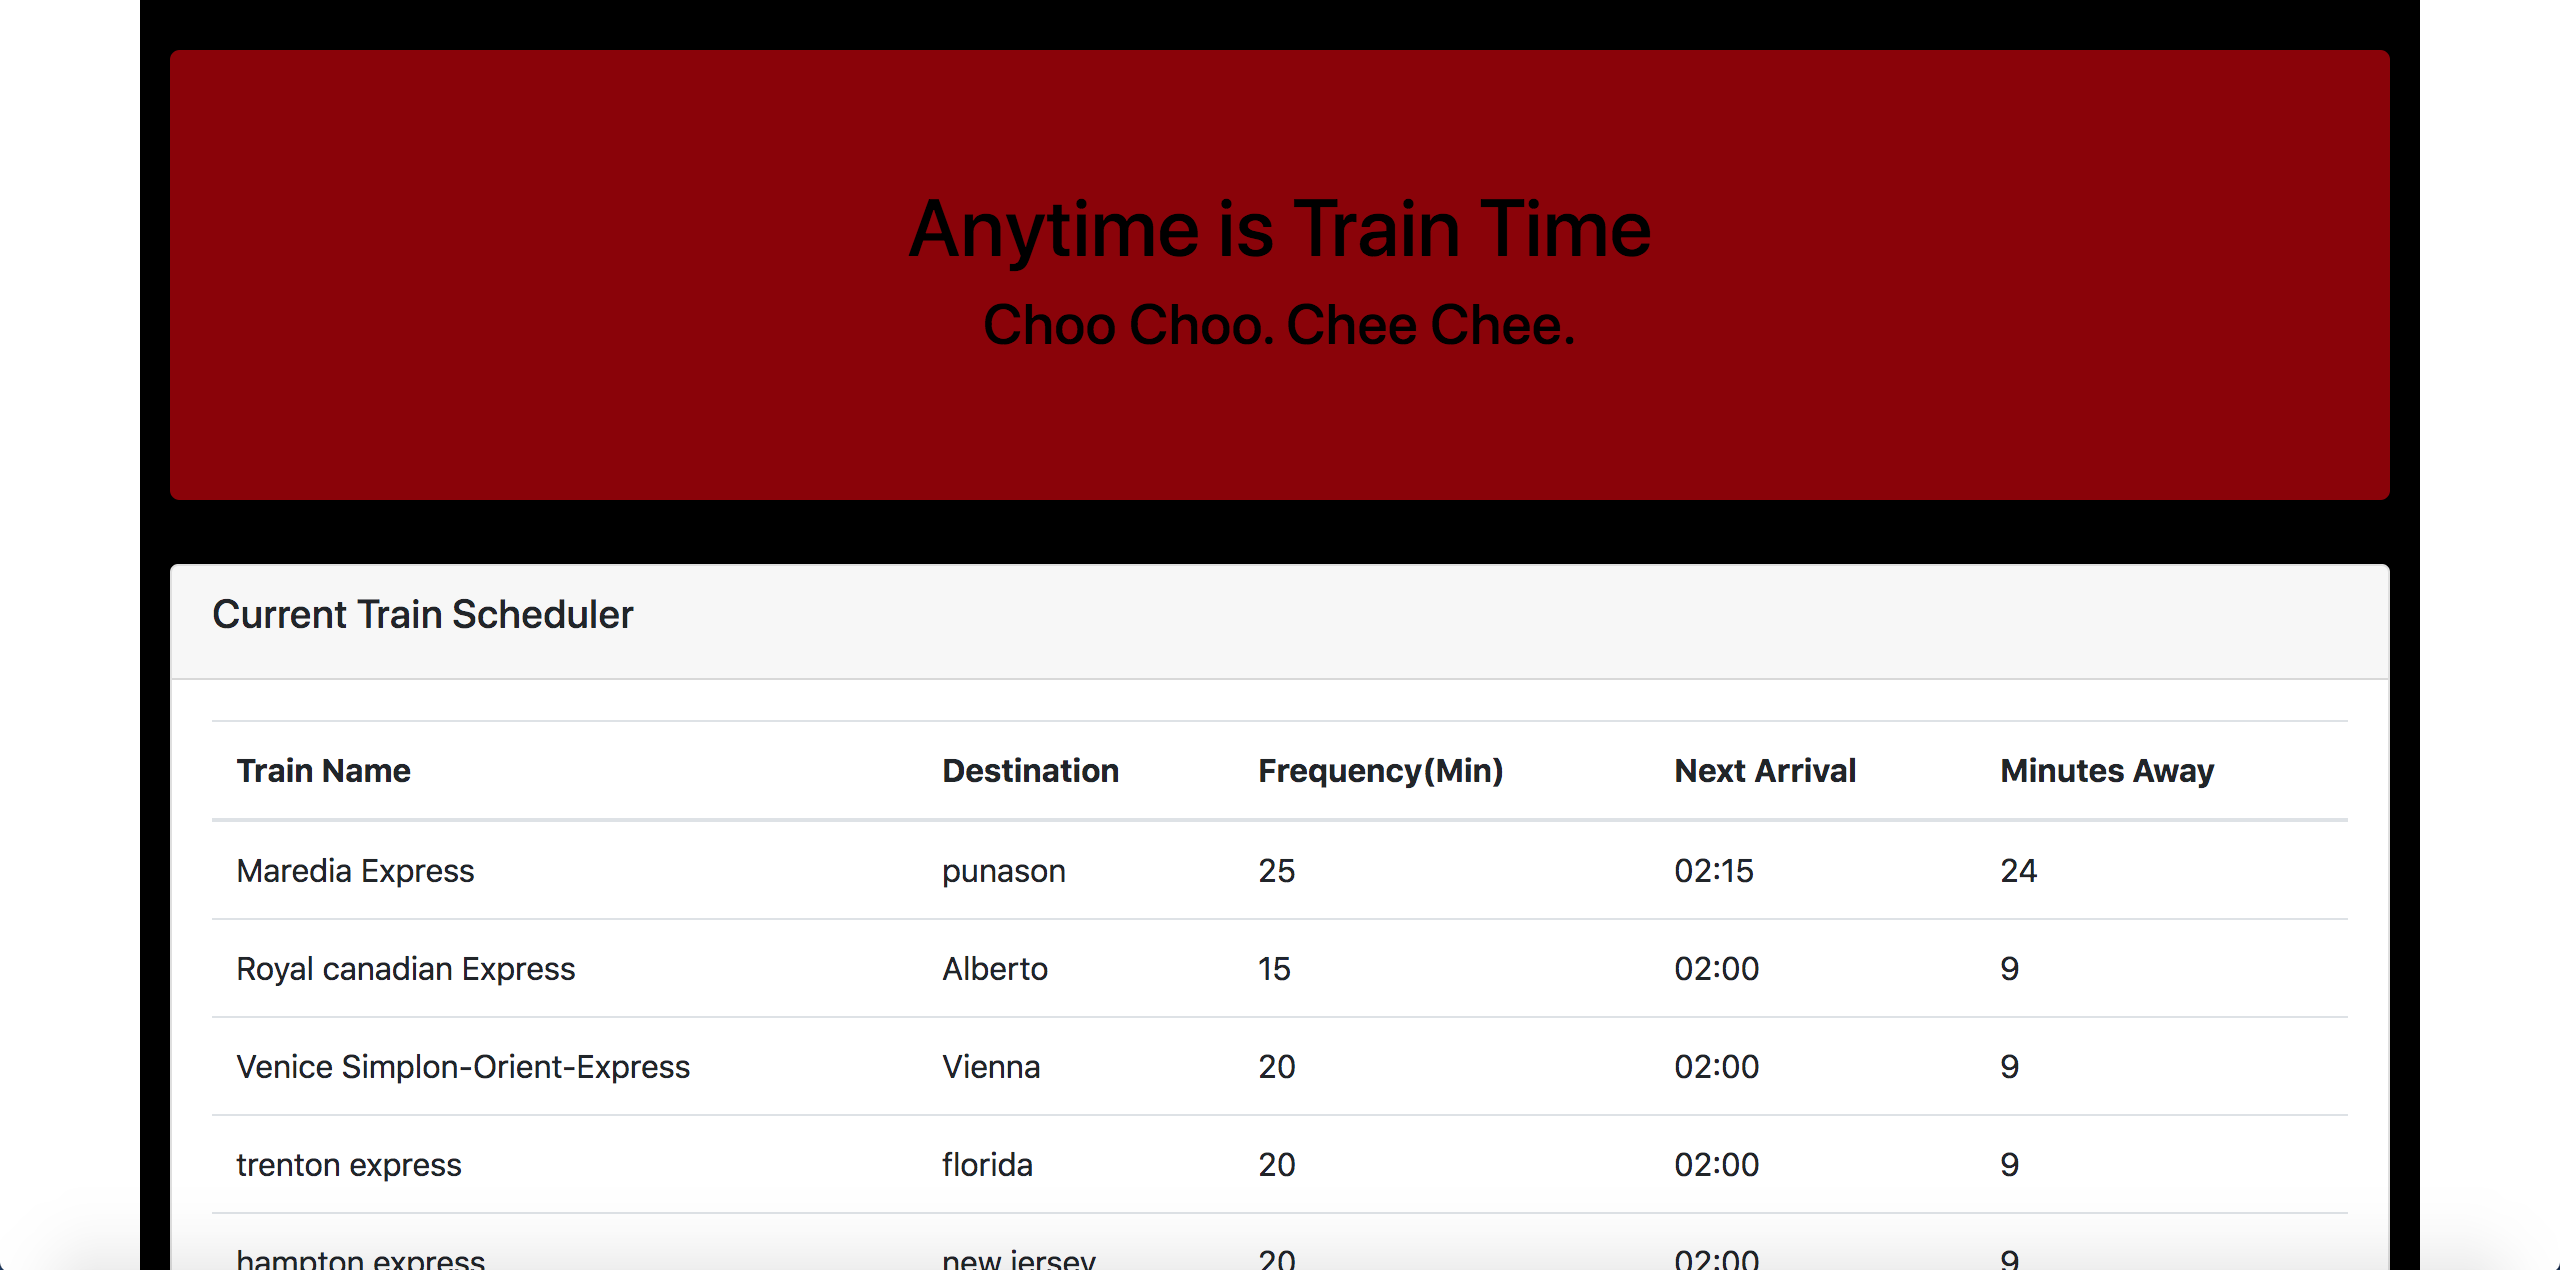 Anytime is Train Time
Choo Choo. Chee Chee.
Current Train Scheduler
Train Name Destination Frequency(Min) Next Arrival Minutes Away
Maredia Express punason 25 02:15 24
Royal canadian Express Alberto 15 02:00 9
Venice Simplon-Orient-Express Vienna 20 02:00 9
trenton express florida 20 02:00 9
hampton express new jersey 20 02:00 9